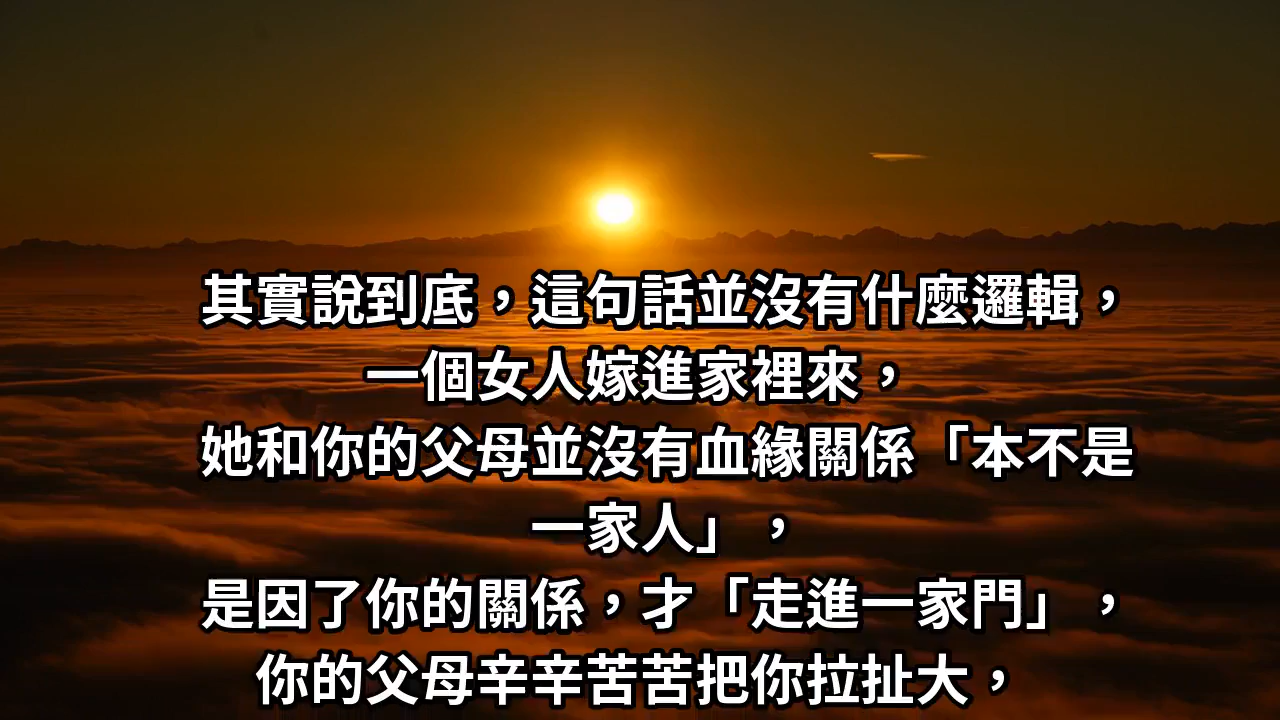 其實說到底，這句話並沒有什麼邏輯，
一個女人嫁進家裡來，
她和你的父母並沒有血緣關係「本不是
一家人」，
是因了你的關係，才「走進一家門」，
你的父母辛辛苦苦把你拉扯大，